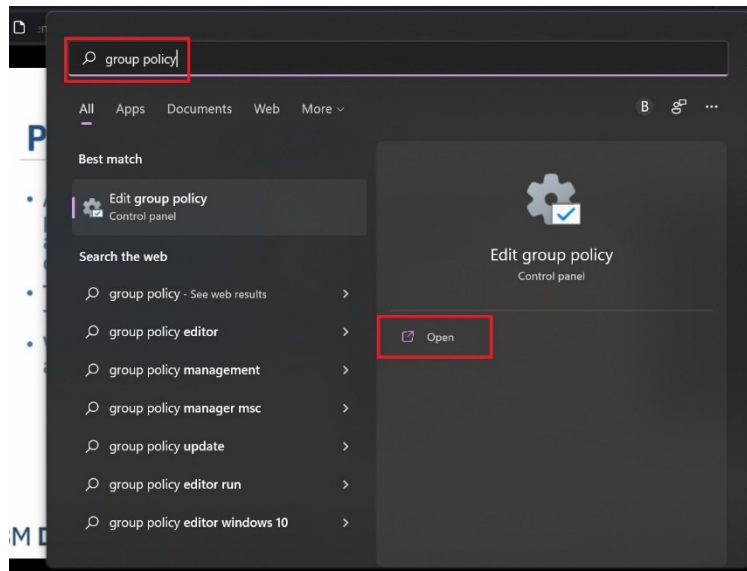 group policy
All Apps Documents Web More
B
Best match
Edit group policy
Control panel
Search the web
group policy - See web results
group policy editor
group policy management
group policy manager msc
group policy update
group policy editor run
group policy editor windows 10
Edit group policy
Control panel
Open